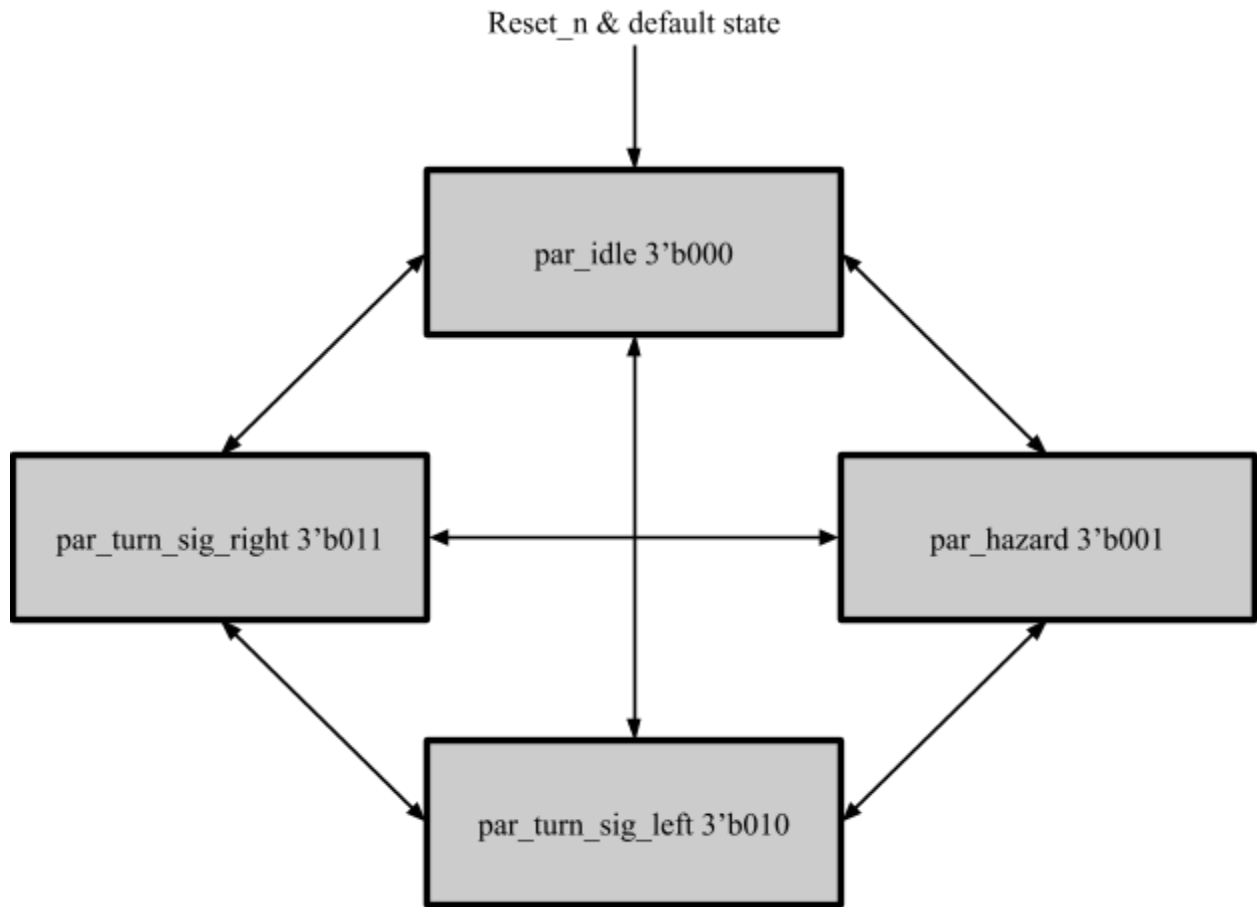 Reset_n & default state
par_idle 3’b000
par_turn_sig_right 3’b011
par_hazard 3’b001
par_turn_sig_left 3’b010